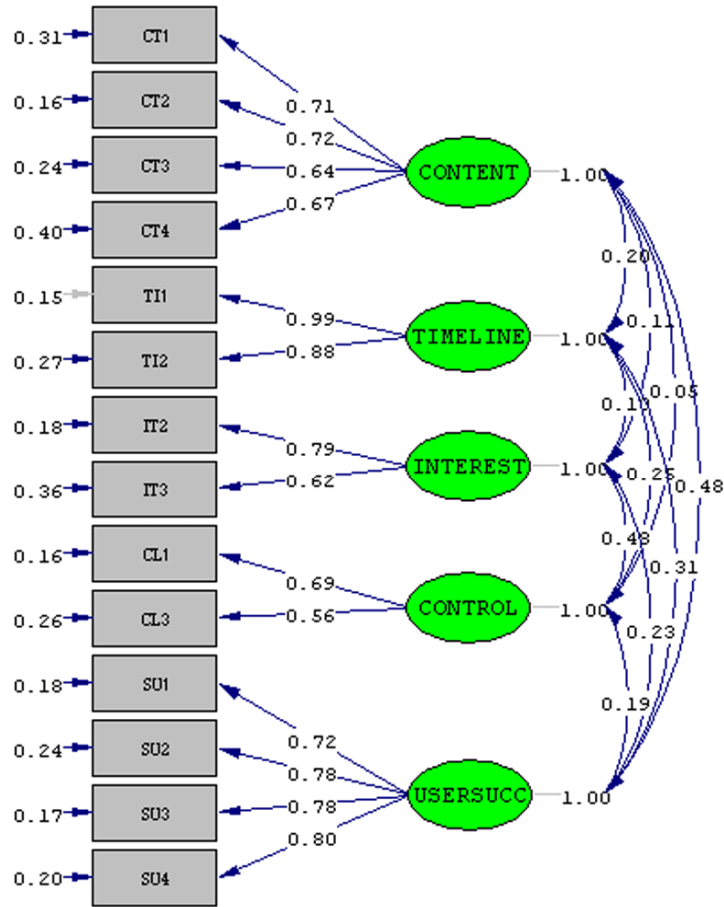 0.31 CT1
0.71
0.16 CT2
0.72
CONTENT 1.00
0.24 CT3
0.64
0.67
0.40 CT4
0.20
0.15 TI1
0.99
0.11
TIMELINE 1.00
0.27 TI2
0.88
0.05
0.18 IT2
0.79
INTEREST 1.00
0.25
0.48
0.36 IT3
0.62
0.16 CL1
0.48
0.31
0.69
CONTROL 1.00
0.26 CL3
0.56
0.23
0.18 SU1
0.19
0.72
0.24 SU2
0.78
USERSUCC 1.00
0.17 SU3
0.78
0.80
0.20 SU4